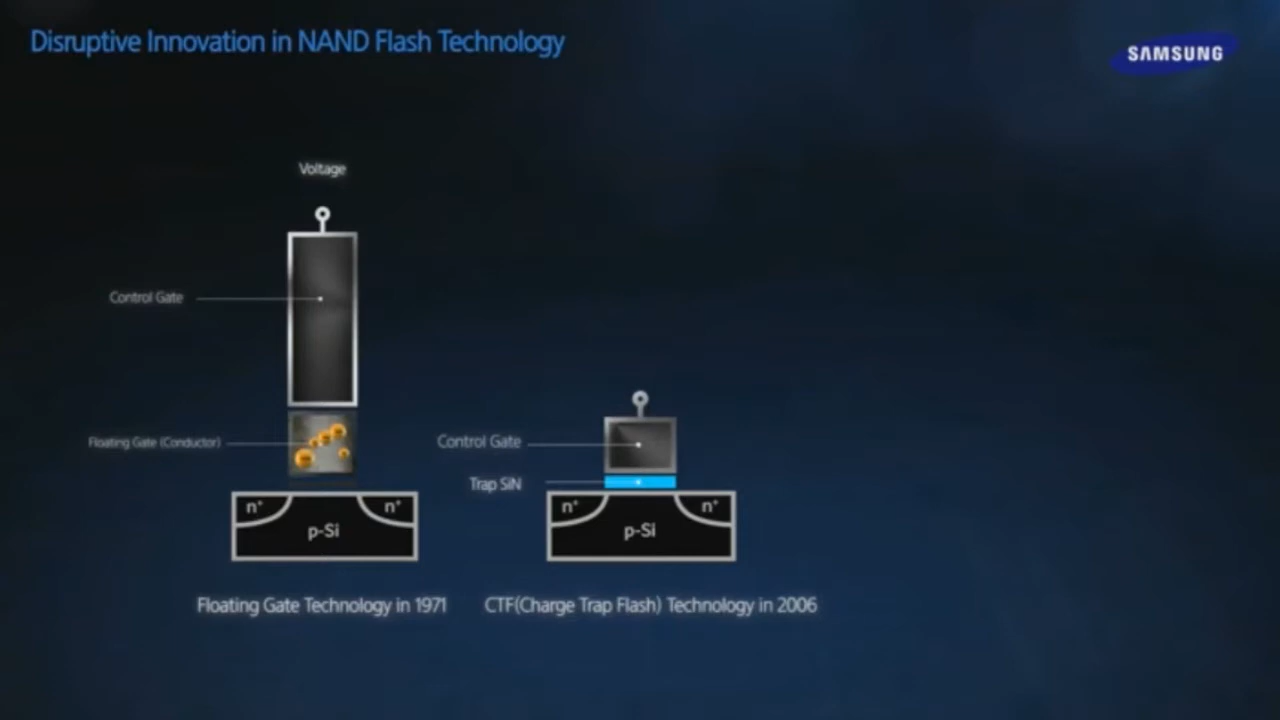 Disruptive Innovation in NAND Flash Technology
SAMSUNG
Voltage
Control Gate
Floating Gate (Conductor)
Control Gate
Trap SiN
n⁺ n⁺
p-Si
n⁺ n⁺
p-Si
Floating Gate Technology in 1971
CTF(Charge Trap Flash) Technology in 2006